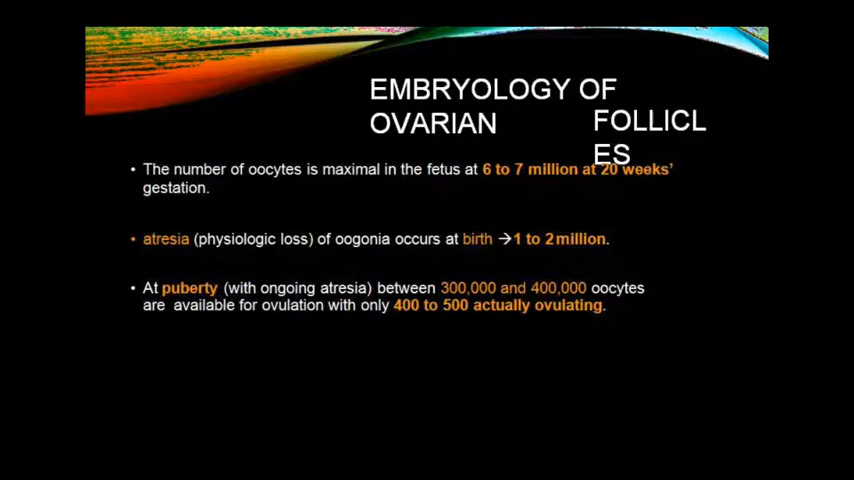 EMBRYOLOGY OF
OVARIAN FOLLICL
ES
• The number of oocytes is maximal in the fetus at 6 to 7 million at 20 weeks'
gestation.
• atresia (physiologic loss) of oogonia occurs at birth →1 to 2 million.
• At puberty (with ongoing atresia) between 300,000 and 400,000 oocytes
are available for ovulation with only 400 to 500 actually ovulating.